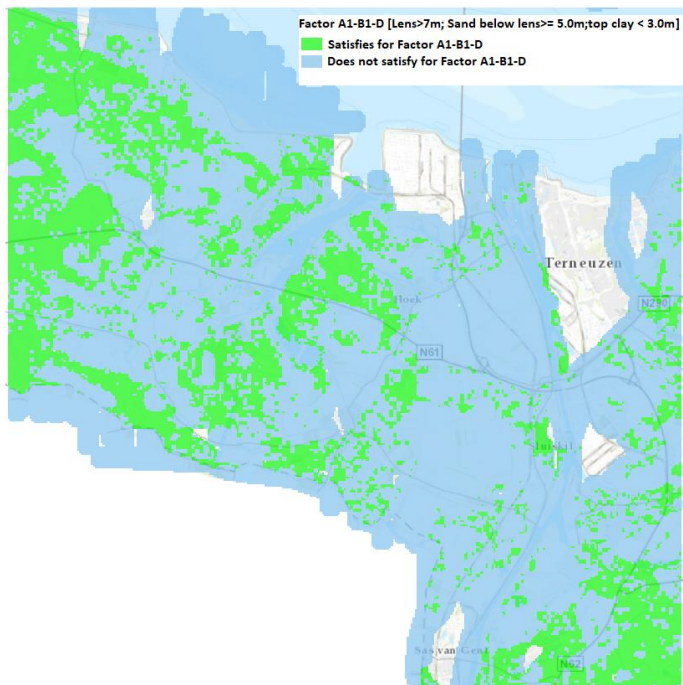 Factor A1-B1-D [Lens>7m; Sand below lens>= 5.0m;top clay < 3.0m]
Satisfies for Factor A1-B1-D
Does not satisfy for Factor A1-B1-D
Terneuzen
Hoek
N290
N61
Sluiskil
Sas van Gent
N62